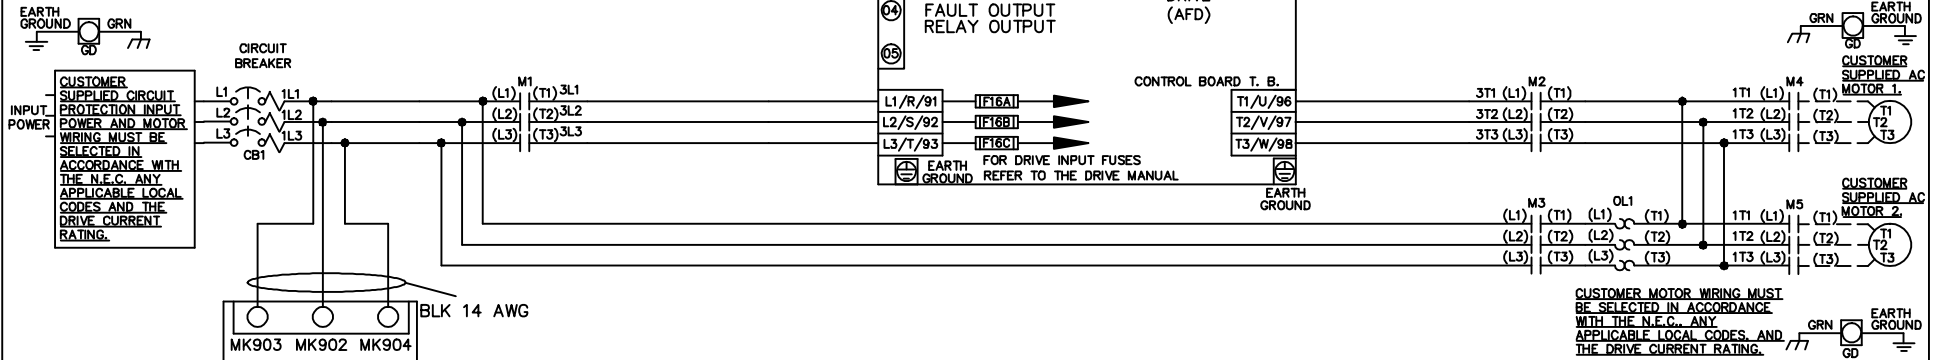 EARTH
GROUND
GRN
GD
CIRCUIT
BREAKER
INPUT
POWER
CUSTOMER
SUPPLIED CIRCUIT
PROTECTION INPUT
POWER AND MOTOR
WIRING MUST BE
SELECTED IN
ACCORDANCE WITH
THE N.E.C. ANY
APPLICABLE LOCAL
CODES AND THE
DRIVE CURRENT
RATING.
L1 1L1
L2 1L2
L3 1L3
CB1
M1
(L1) (T1) 3L1
(L2) (T2) 3L2
(L3) (T3) 3L3
BLK 14 AWG
MK903 MK902 MK904
04
05
FAULT OUTPUT
RELAY OUTPUT
(AFD)
CONTROL BOARD T. B.
L1/R/91 F16A T1/U/96
L2/S/92 F16B T2/V/97
L3/T/93 F16C T3/W/98
EARTH
GROUND
FOR DRIVE INPUT FUSES
REFER TO THE DRIVE MANUAL
EARTH
GROUND
M2
3T1 (L1) (T1)
3T2 (L2) (T2)
3T3 (L3) (T3)
M4
1T1 (L1) (T1)
1T2 (L2) (T2)
1T3 (L3) (T3)
GRN
GD
EARTH
GROUND
CUSTOMER
SUPPLIED AC
MOTOR 1.
T1
T2
T3
M3
(L1) (T1)
(L2) (T2)
(L3) (T3)
OL1
(L1) (T1)
(L2) (T2)
(L3) (T3)
M5
1T1 (L1) (T1)
1T2 (L2) (T2)
1T3 (L3) (T3)
CUSTOMER
SUPPLIED AC
MOTOR 2.
T1
T2
T3
CUSTOMER MOTOR WIRING MUST
BE SELECTED IN ACCORDANCE
WITH THE N.E.C.. ANY
APPLICABLE LOCAL CODES. AND
THE DRIVE CURRENT RATING.
GRN
GD
EARTH
GROUND